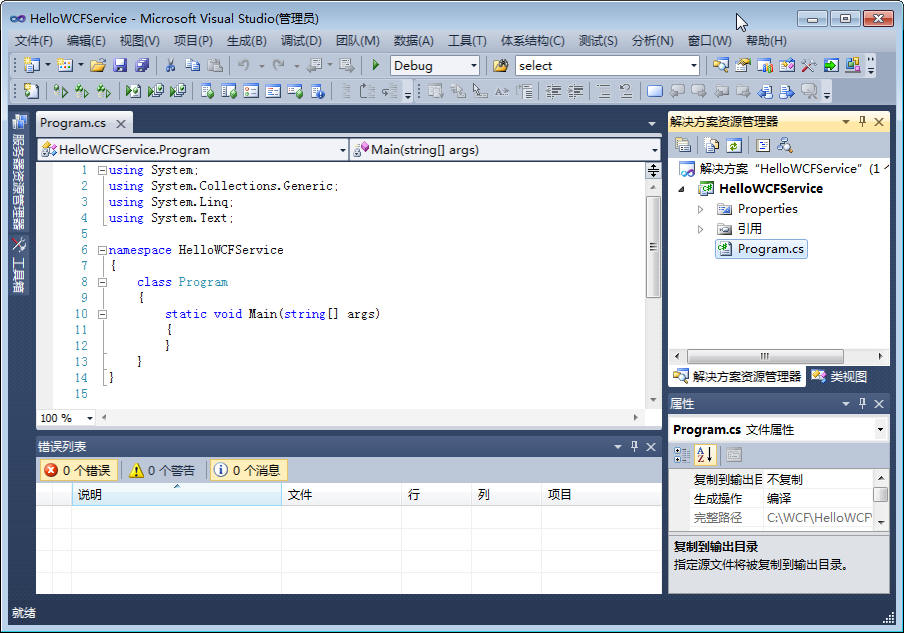 HelloWCFService - Microsoft Visual Studio(管理员)
文件(F) 编辑(E) 视图(V) 项目(P) 生成(B) 调试(D) 团队(M) 数据(A) 工具(T) 体系结构(C) 测试(S) 分析(N) 窗口(W) 帮助(H)
Debug select
服务器资源管理器
工具箱
Program.cs
HelloWCFService.Program Main(string[] args)
1 using System;
2 using System.Collections.Generic;
3 using System.Linq;
4 using System.Text;
5
6 namespace HelloWCFService
7 {
8 class Program
9 {
10 static void Main(string[] args)
11 {
12 }
13 }
14 }
15
100 %
错误列表
0 个错误 0 个警告 0 个消息
说明 文件 行 列 项目
解决方案资源管理器
解决方案 “HelloWCFService” (1
HelloWCFService
Properties
引用
Program.cs
解决方案资源管理器 类视图
属性
Program.cs 文件属性
复制到输出目 不复制
生成操作 编译
完整路径 C:\WCF\HelloWCF
复制到输出目录
指定源文件将被复制到输出目录。
就绪